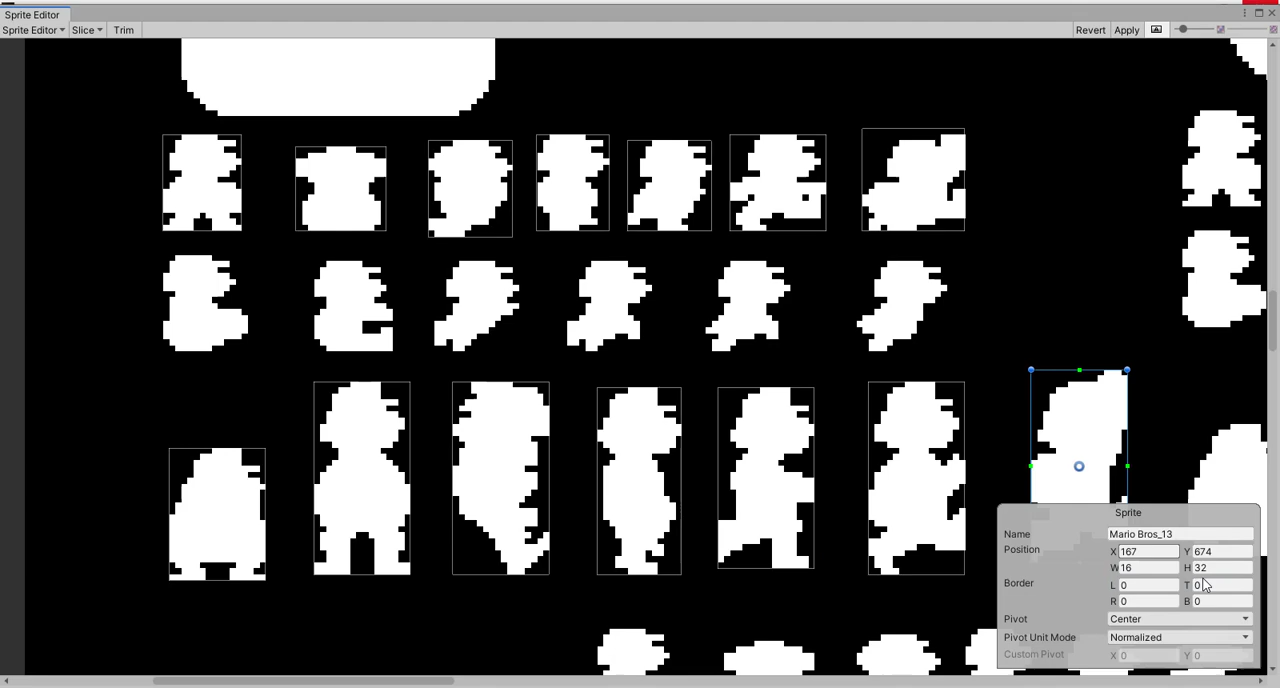 Sprite Editor
Sprite Editor Slice Trim Revert Apply
Sprite
Name Mario Bros_13
Position X 167 Y 674
W 16 H 32
Border L 0 T 0
R 0 B 0
Pivot Center
Pivot Unit Mode Normalized
Custom Pivot X 0 Y 0